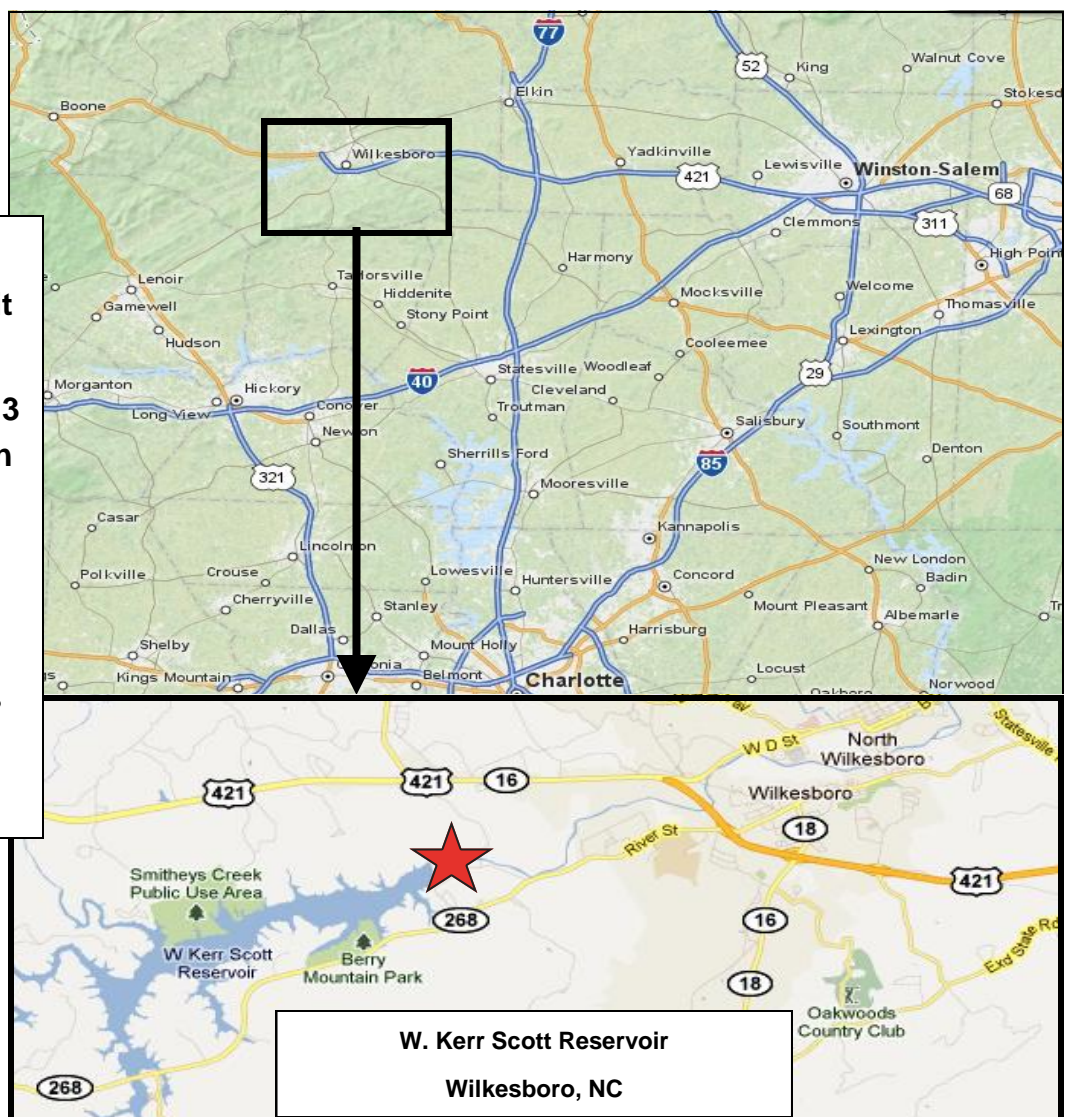 77
52
Walnut Cove
King
Elkin
Boone
Stokesd
Wilkesboro
Yadkinville
Lewisville
421
Winston-Salem
68
Clemmons
311
High Point
Harmony
Lenoir
Taylorsville
Welcome
Gamewell
Hiddenite
Mocksville
Thomasville
Stony Point
Hudson
Lexington
Cooleemee
Statesville
Woodleaf
29
Morganton
Hickory
40
Cleveland
Long View
Conover
Troutman
Salisbury
Southmont
Newton
Denton
Sherrills Ford
85
321
Mooresville
Casar
Kannapolis
Lincolnton
New London
Polkville
Crouse
Lowesville
Huntersville
Concord
Badin
Cherryville
Mount Pleasant
Albemarle
Stanley
Dallas
Harrisburg
Shelby
Mount Holly
Locust
Kings Mountain
Belmont
Charlotte
Norwood
t
3
n
W D St
North
Wilkesboro
Statesville
421
421
16
Wilkesboro
18
River St
Smitheys Creek
Public Use Area
421
268
16
W Kerr Scott
Reservoir
Berry
Mountain Park
Exd State Rd
18
Oakwoods
Country Club
268
W. Kerr Scott Reservoir
Wilkesboro, NC